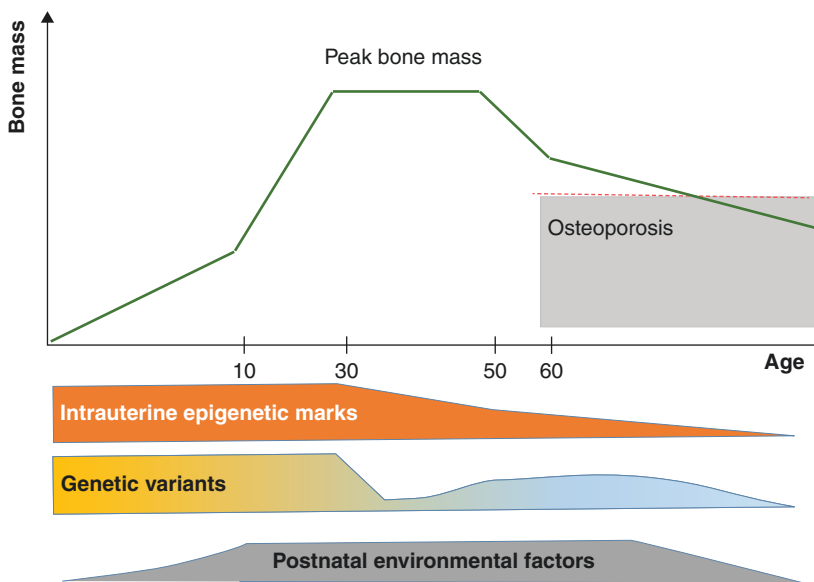 Bone mass
Peak bone mass
Osteoporosis
10 30 50 60 Age
Intrauterine epigenetic marks
Genetic variants
Postnatal environmental factors